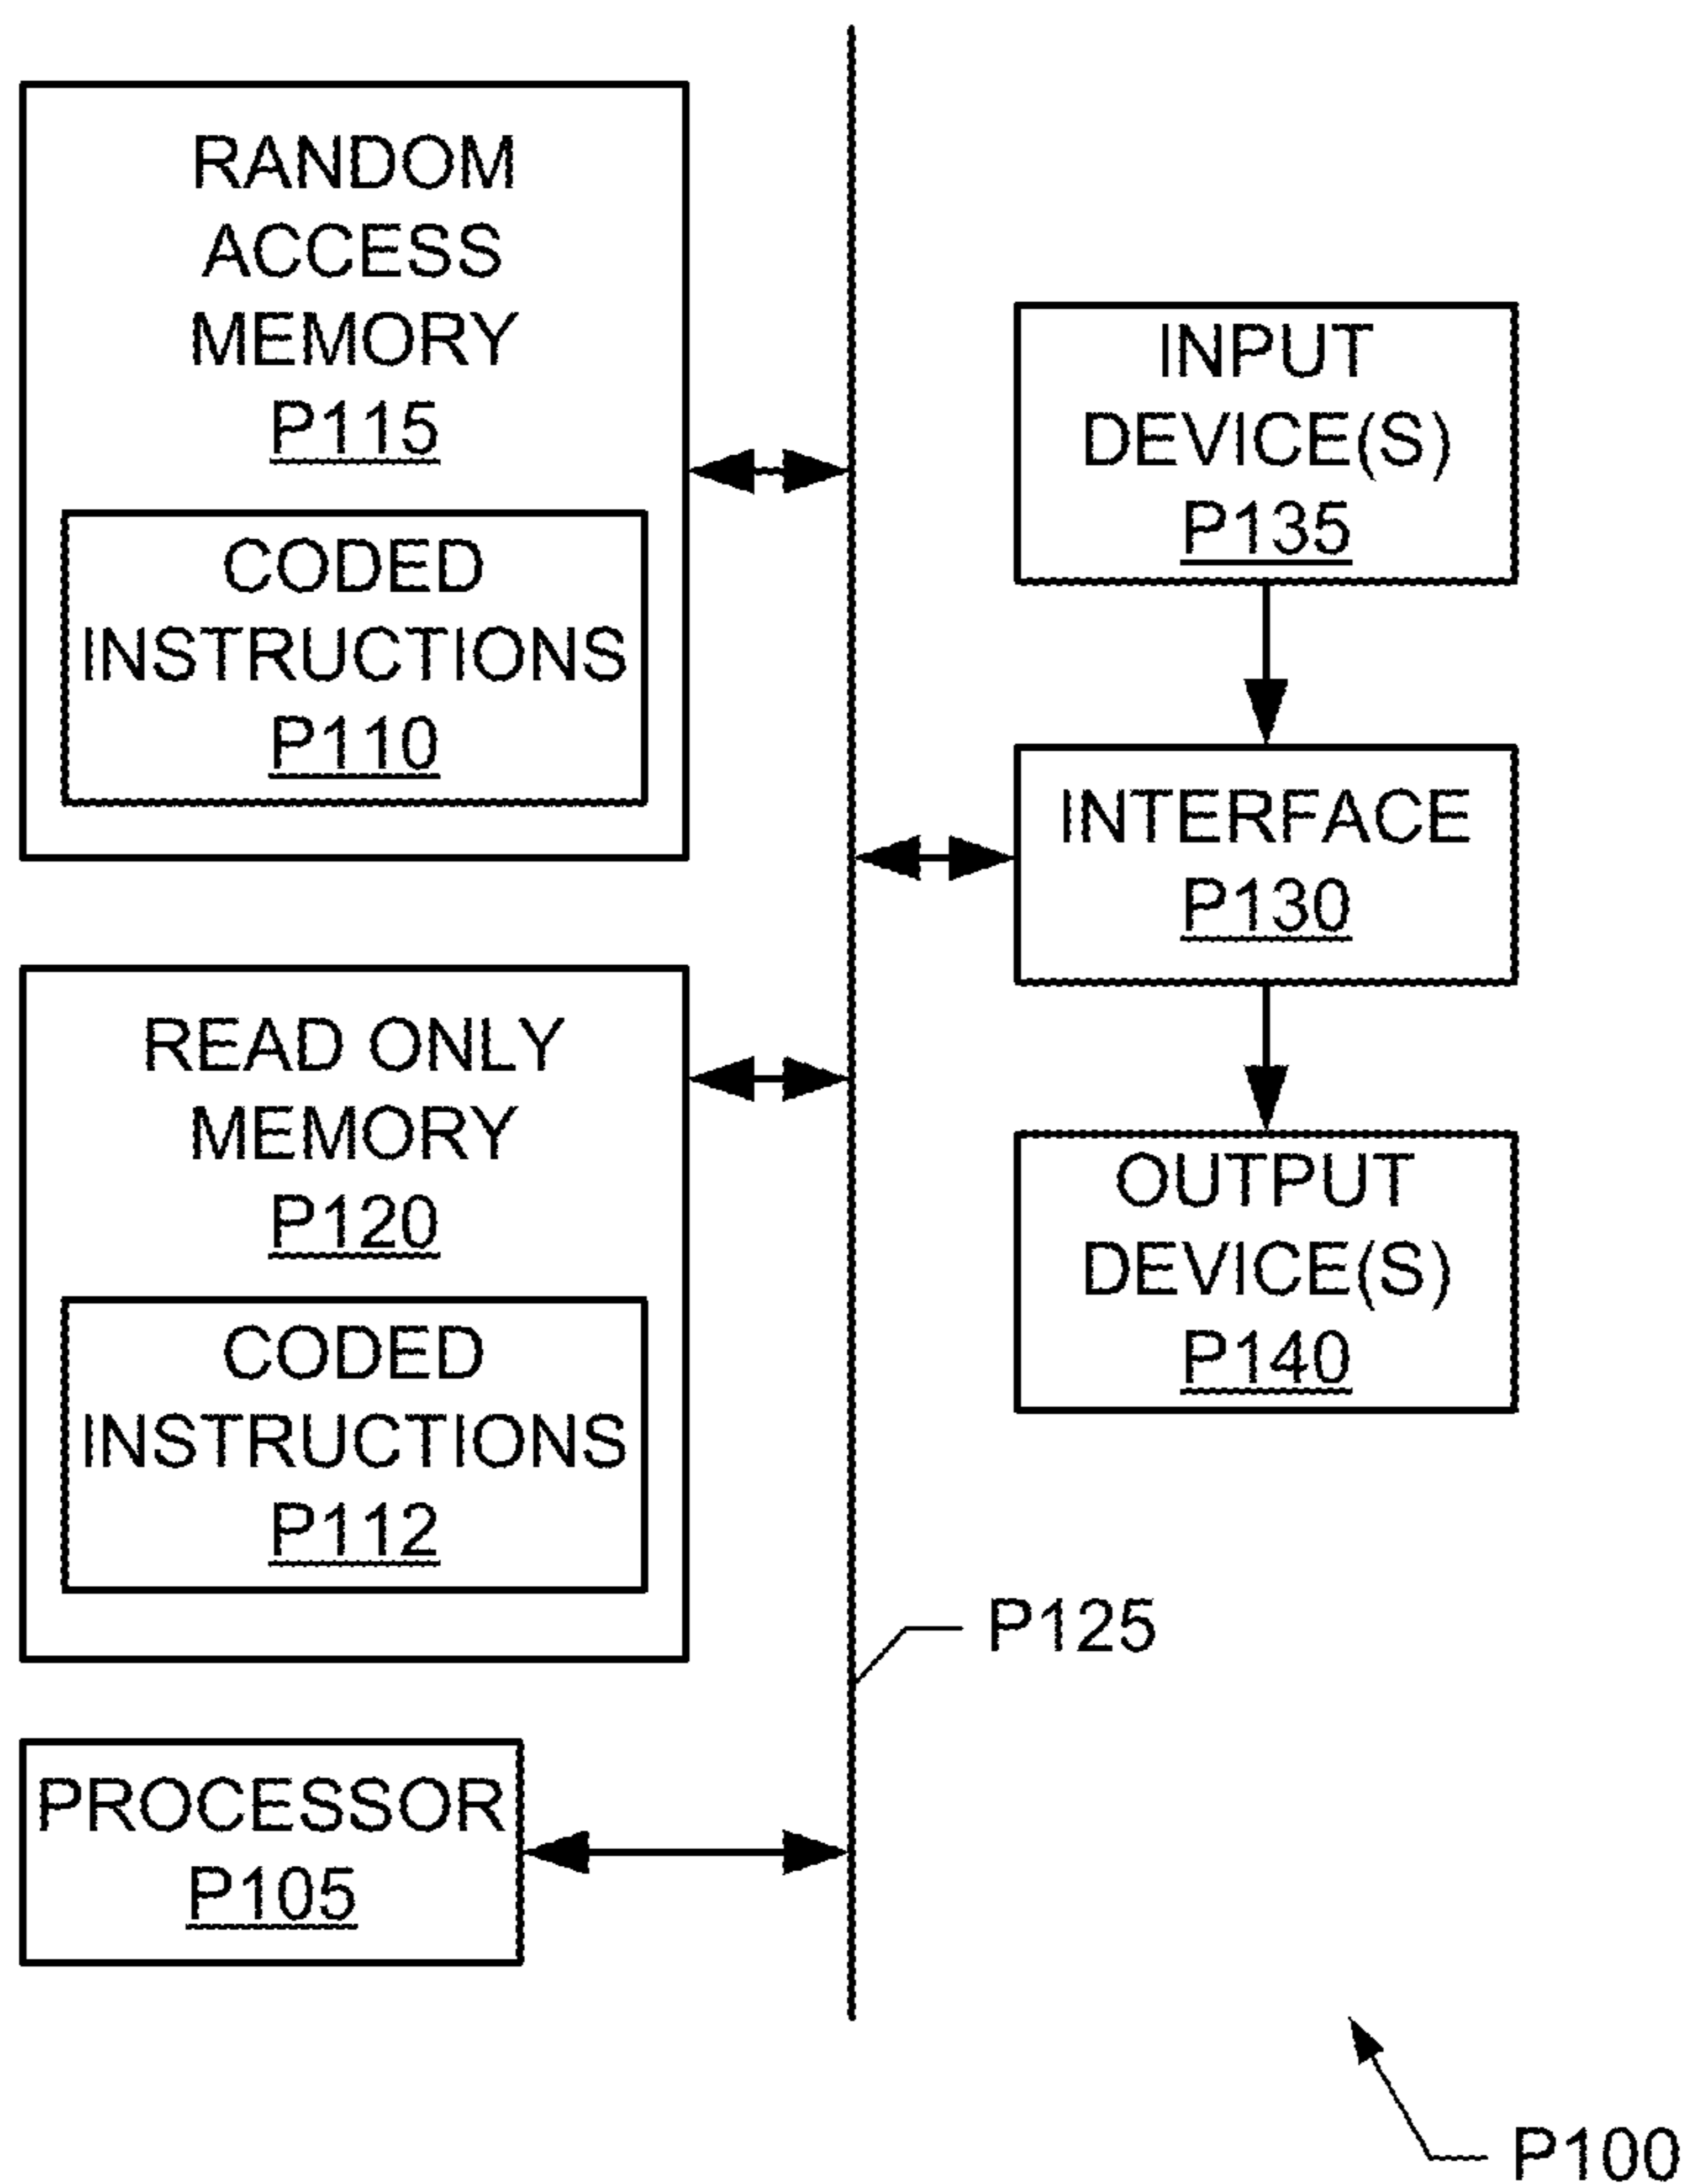 RANDOM
ACCESS
MEMORY
P115
CODED
INSTRUCTIONS
P110
READ ONLY
MEMORY
P120
CODED
INSTRUCTIONS
P112
PROCESSOR
P105
INPUT
DEVICE(S)
P135
INTERFACE
P130
OUTPUT
DEVICE(S)
P140
P125
P100